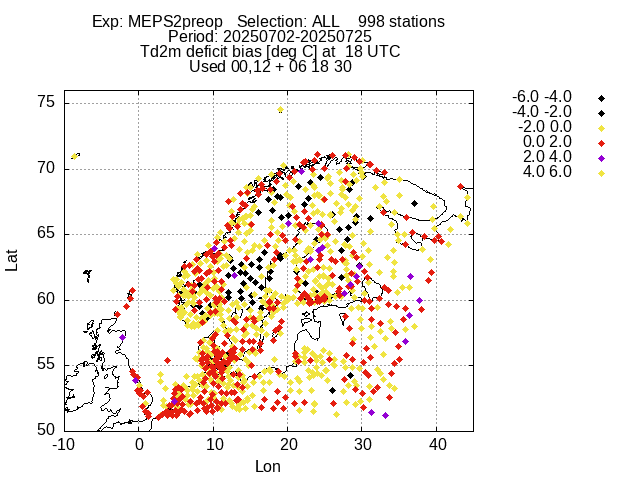 Exp: MEPS2preop Selection: ALL 998 stations
Period: 20250702-20250725
Td2m deficit bias [deg C] at 18 UTC
Used 00,12 + 06 18 30
-6.0 -4.0
-4.0 -2.0
-2.0 0.0
0.0 2.0
2.0 4.0
4.0 6.0
75
70
65
60
55
50
Lat
-10 0 10 20 30 40
Lon